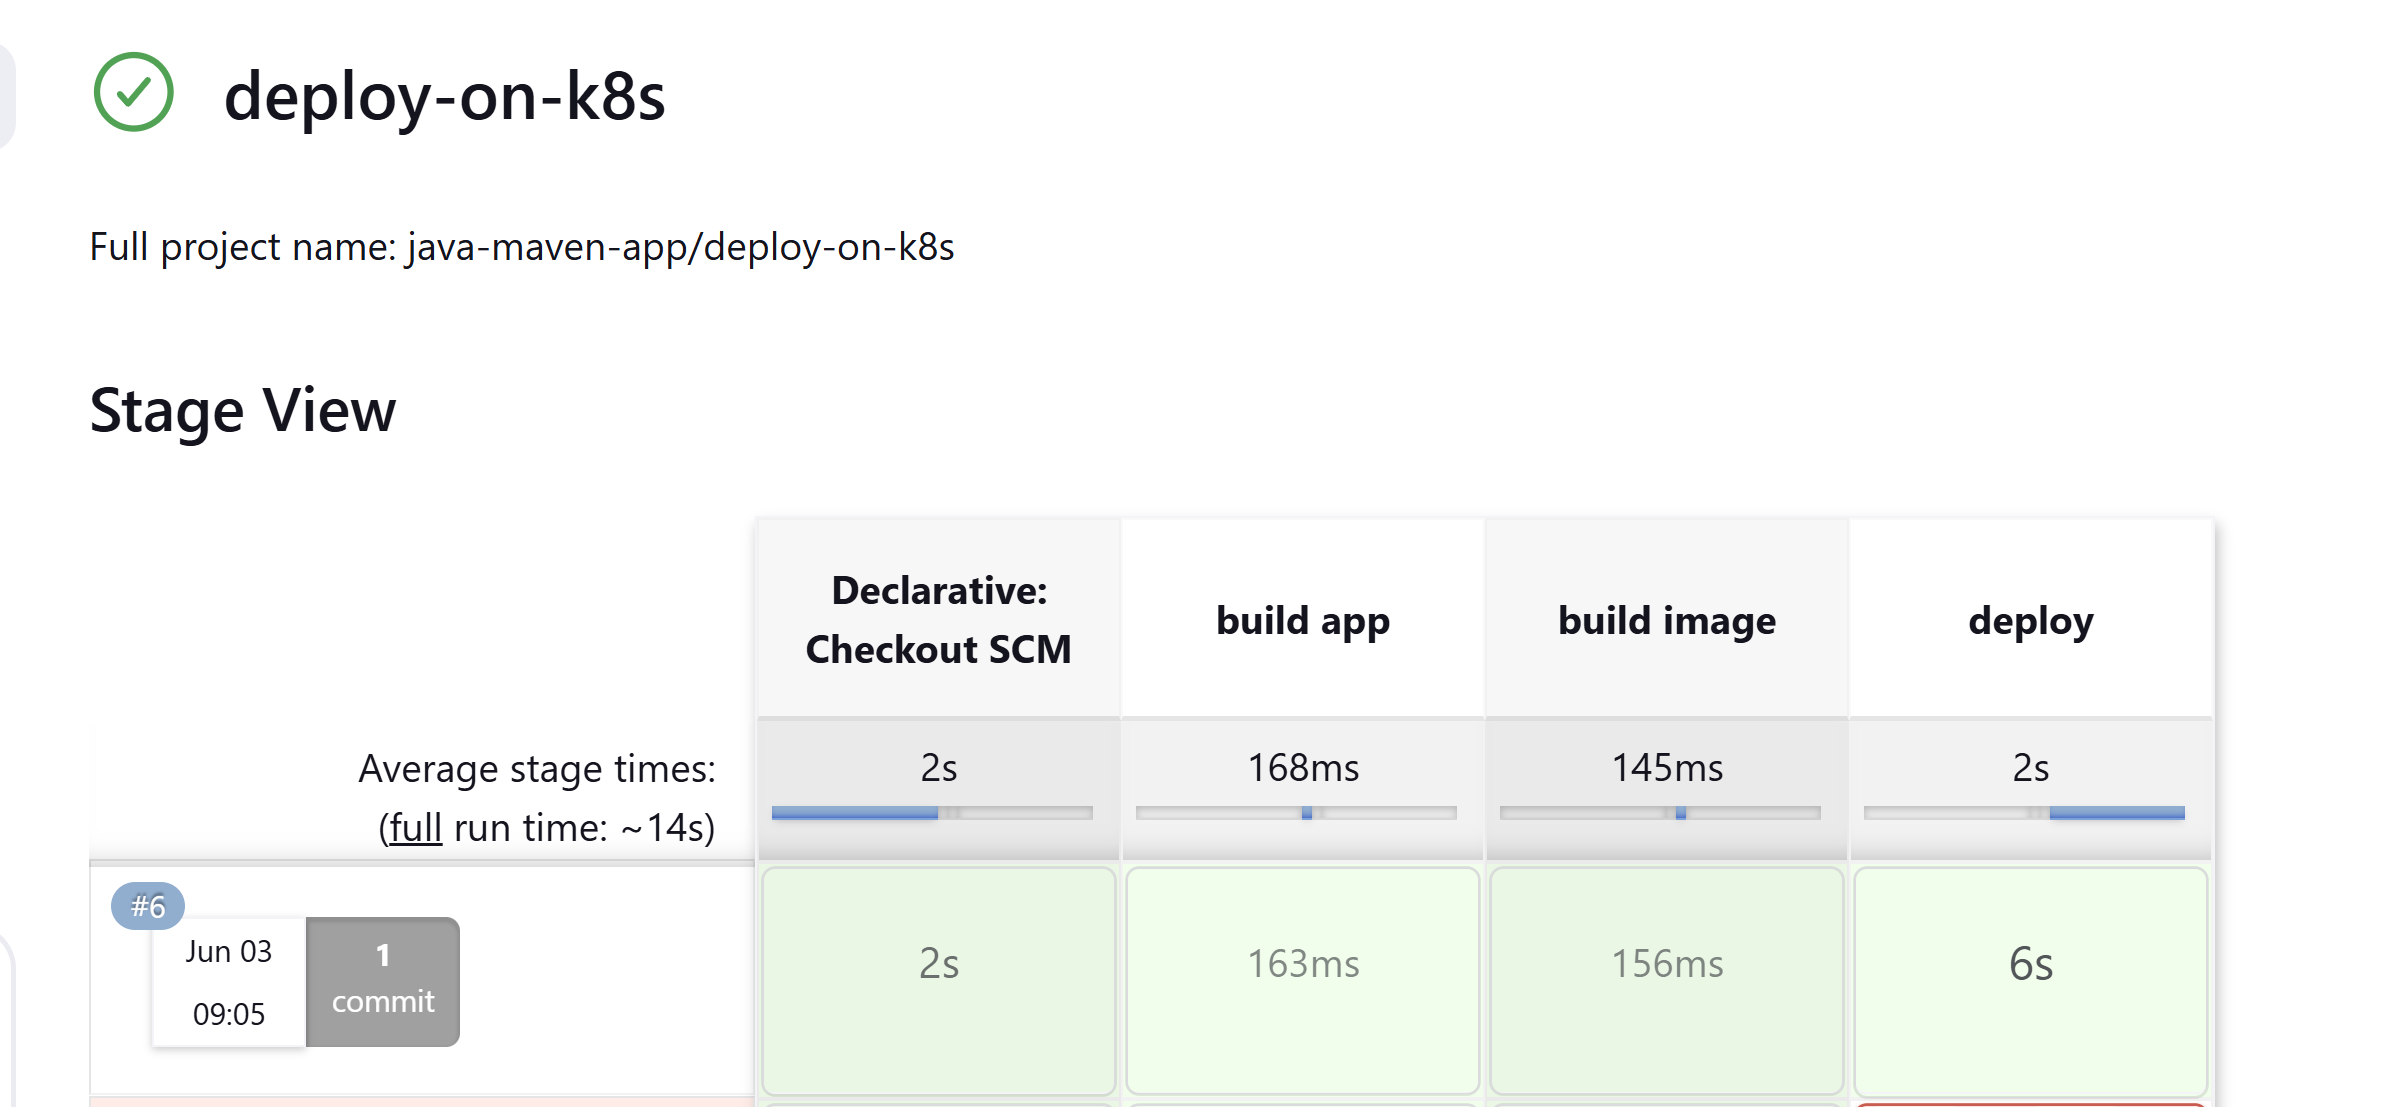 deploy-on-k8s
Full project name: java-maven-app/deploy-on-k8s
Stage View
Declarative:
Checkout SCM
build app
build image
deploy
Average stage times:
(full run time: ~14s)
2s
168ms
145ms
2s
#6
Jun 03
09:05
1
commit
2s
163ms
156ms
6s